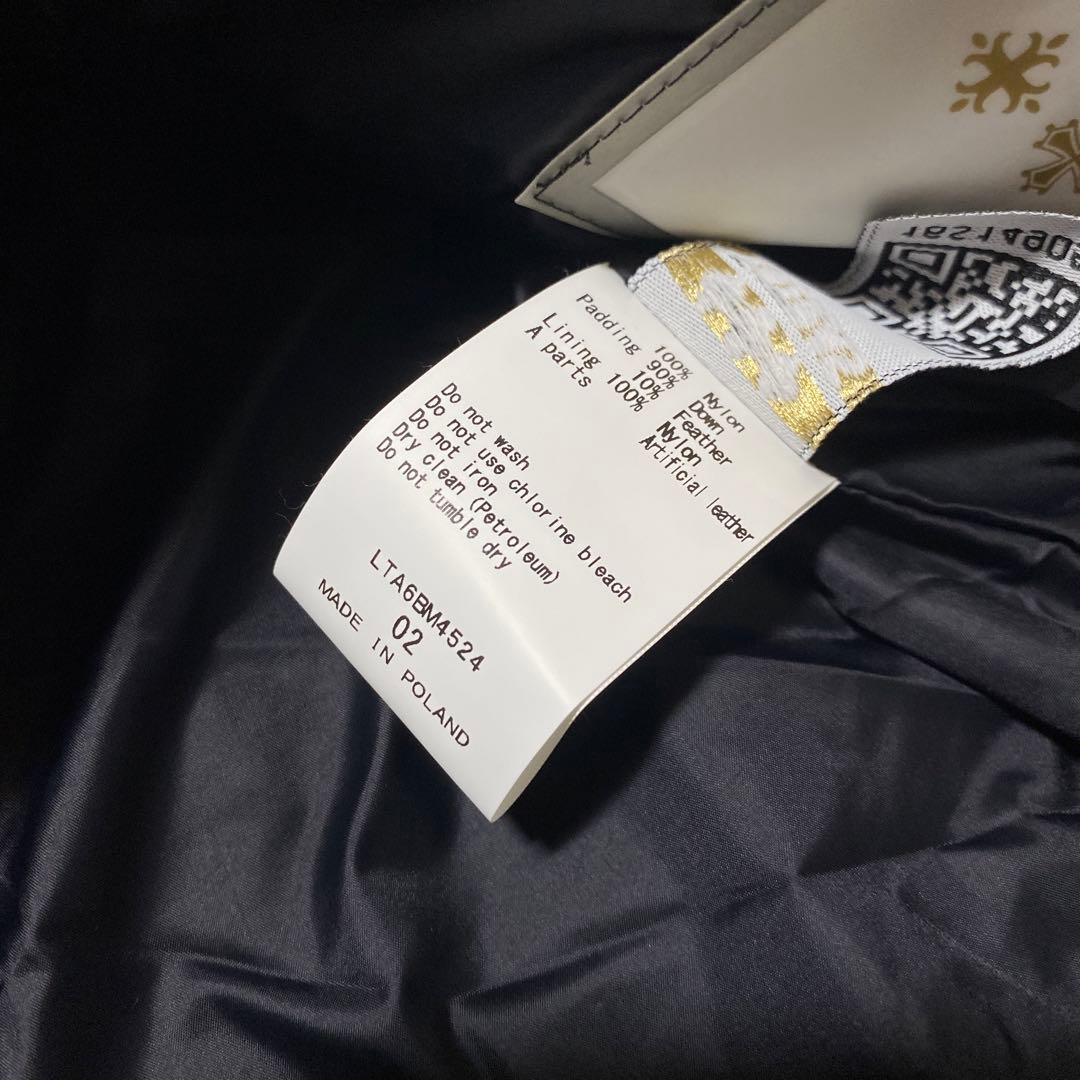 100% Nylon
Padding 90% Down
10% Feather
Lining 100% Nylon
A parts Artificial leather
Do not wash
Do not use chlorine bleach
Do not iron
Dry clean (Petroleum)
Do not tumble dry
LTA6BM4524
02
MADE IN POLAND